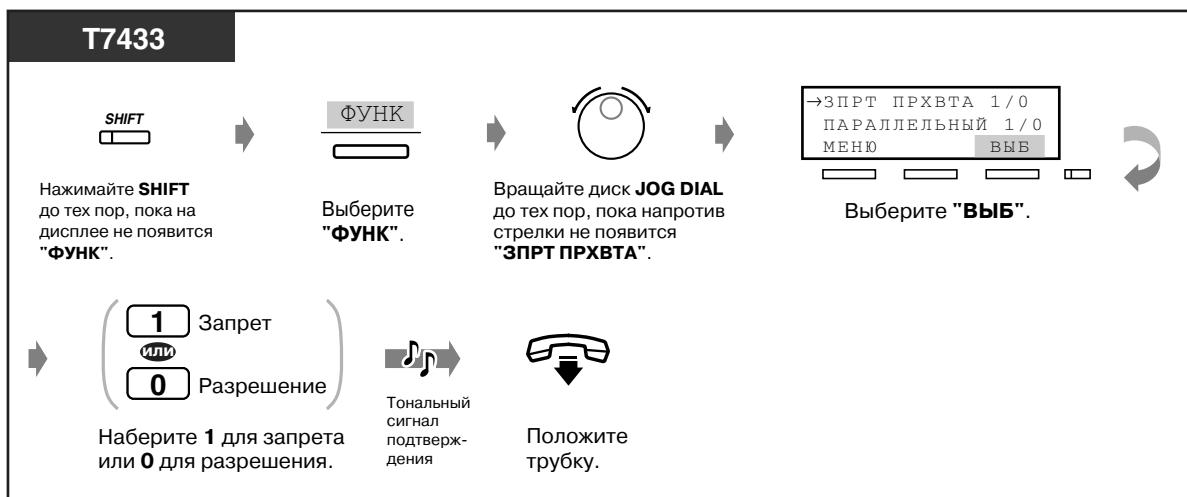 T7433
SHIFT
Нажимайте SHIFT
до тех пор, пока на
дисплее не появится
"ФУНК".
ФУНК
Выберите
"ФУНК".
Вращайте диск JOG DIAL
до тех пор, пока напротив
стрелки не появится
"ЗПРТ ПРХВТА".
→ЗПРТ ПРХВТА 1/0
ПАРАЛЛЕЛЬНЫЙ 1/0
МЕНЮ ВЫБ
Выберите "ВЫБ".
1 Запрет
или
0 Разрешение
Наберите 1 для запрета
или 0 для разрешения.
Тональный
сигнал
подтверж-
дения
Положите
трубку.